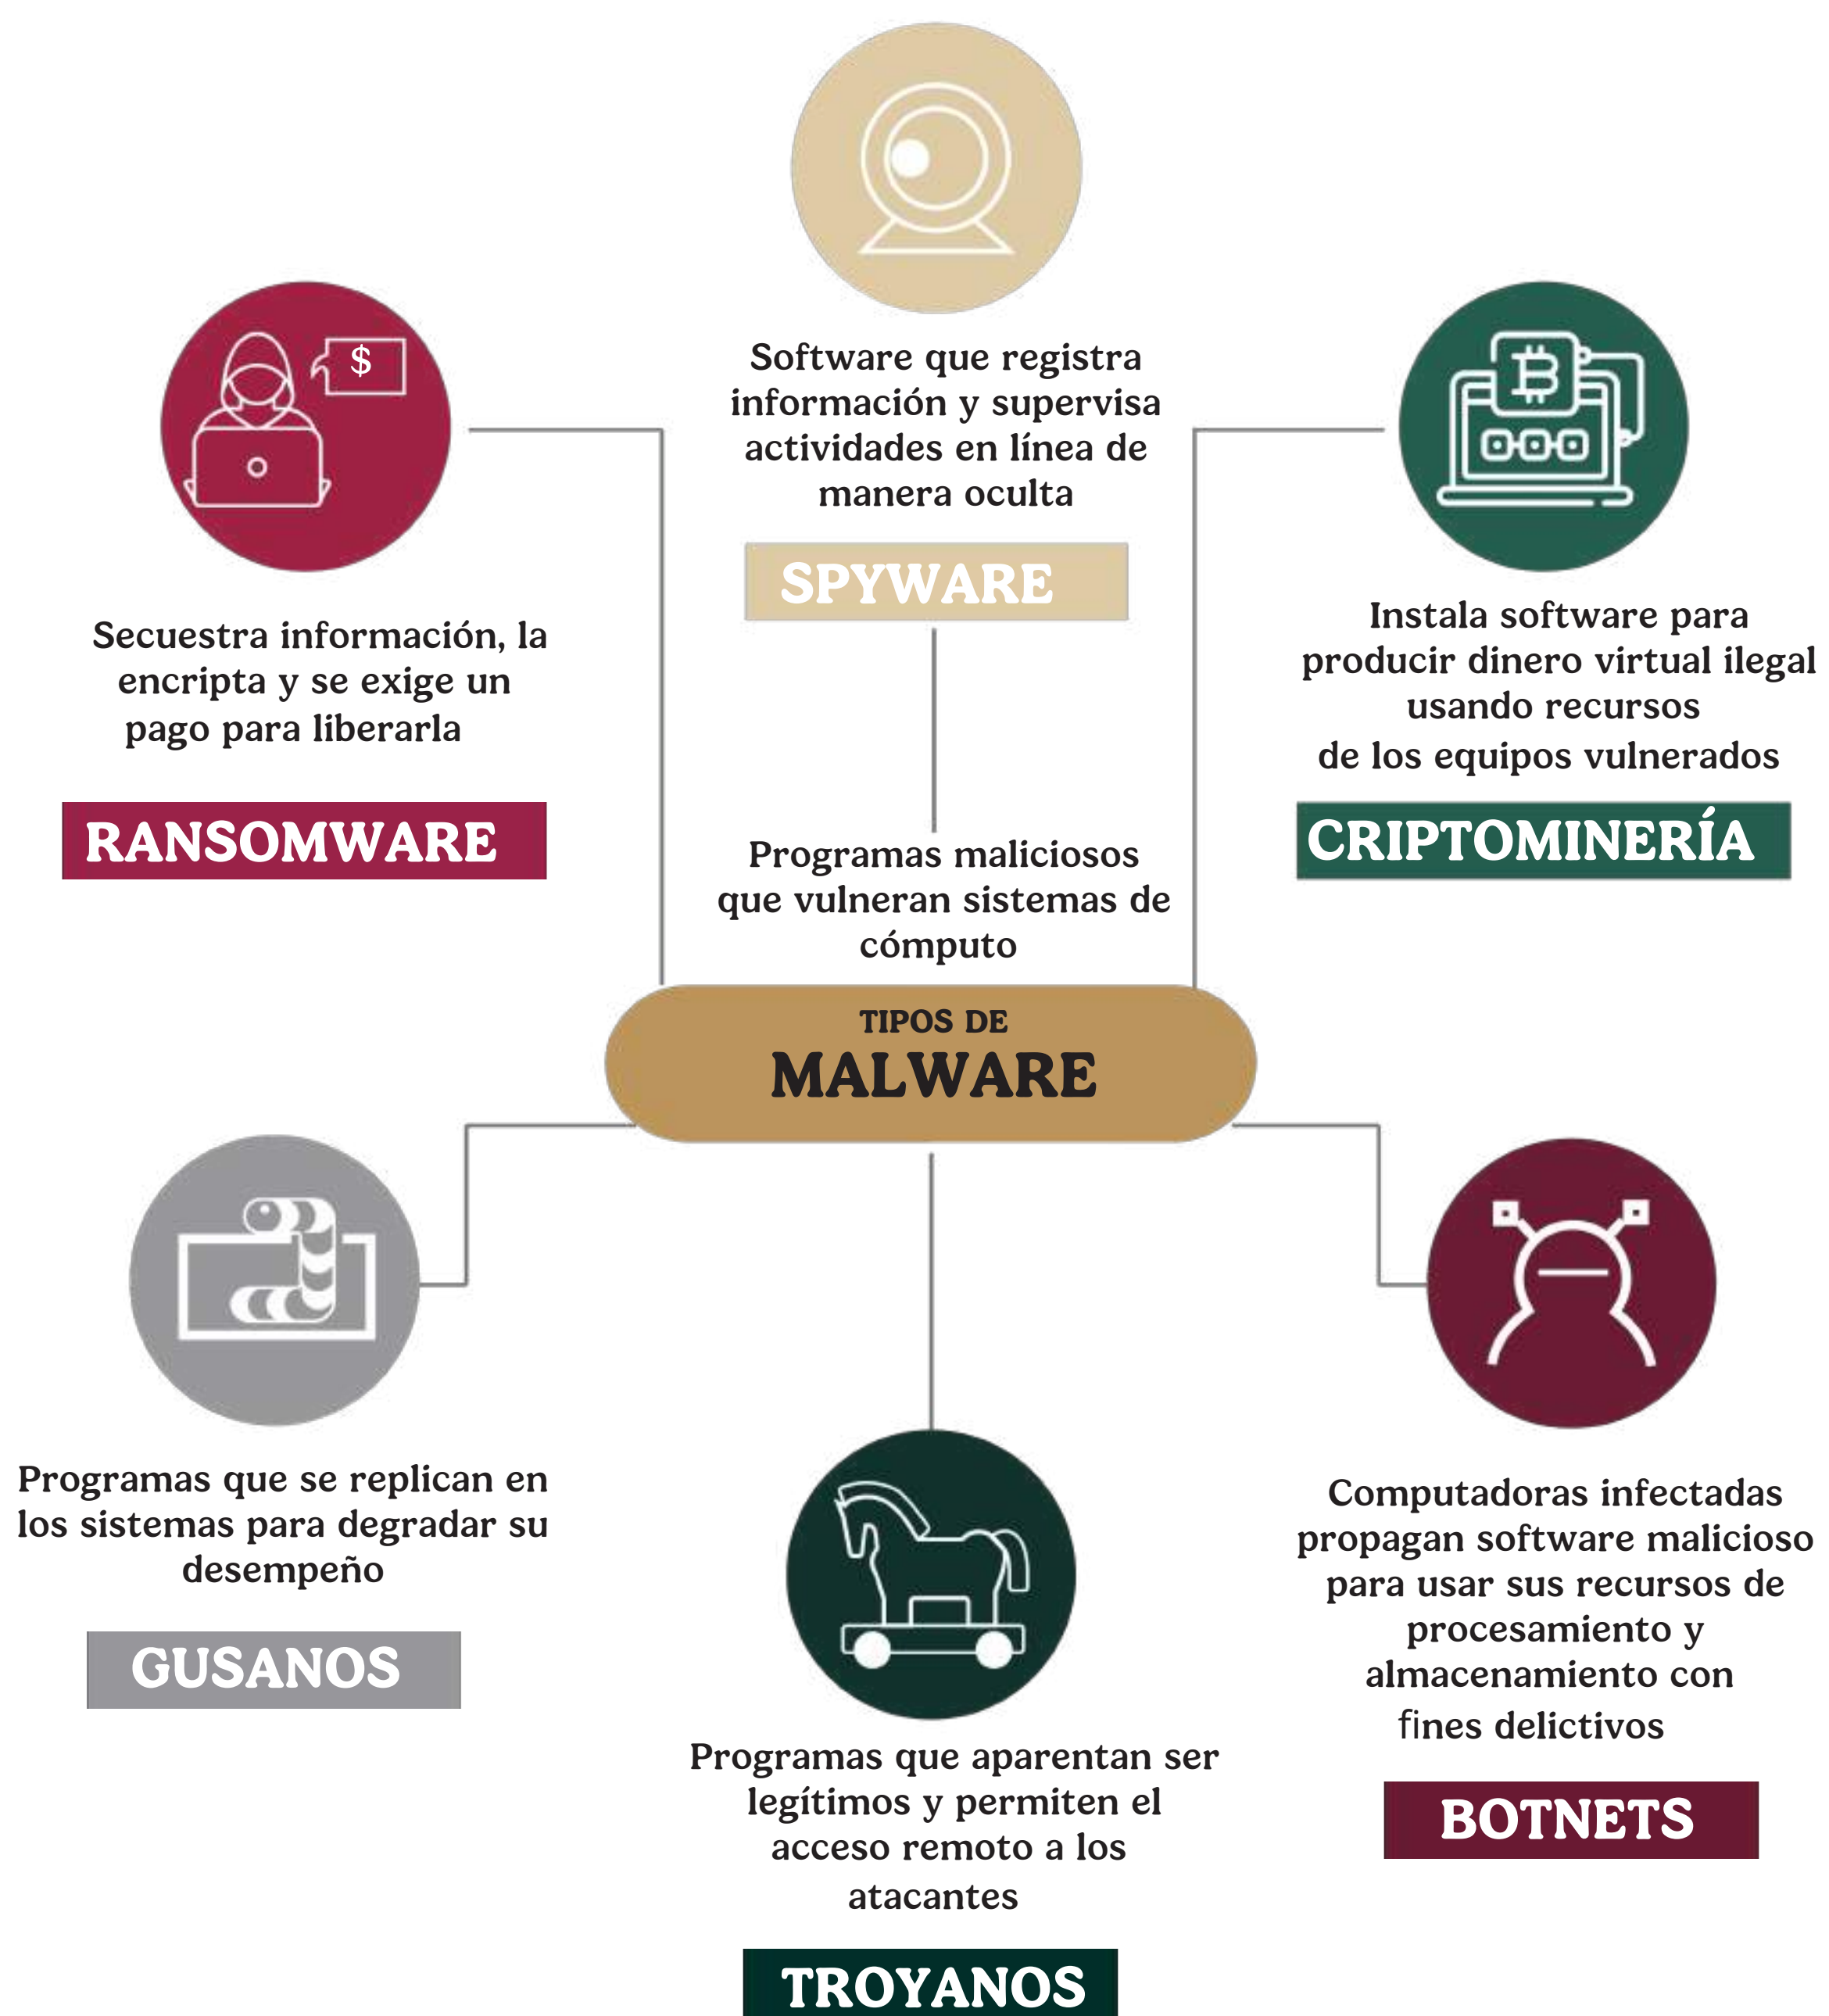 $
Software que registra
información y supervisa
actividades en línea de
manera oculta
SPYWARE
Secuestra información, la
encripta y se exige un
pago para liberarla
RANSOMWARE
Instala software para
producir dinero virtual ilegal
usando recursos
de los equipos vulnerados
CRIPTOMINERÍA
Programas maliciosos
que vulneran sistemas de
cómputo
TIPOS DE
MALWARE
Programas que se replican en
los sistemas para degradar su
desempeño
GUSANOS
Programas que aparentan ser
legítimos y permiten el
acceso remoto a los
atacantes
TROYANOS
Computadoras infectadas
propagan software malicioso
para usar sus recursos de
procesamiento y
almacenamiento con
fines delictivos
BOTNETS